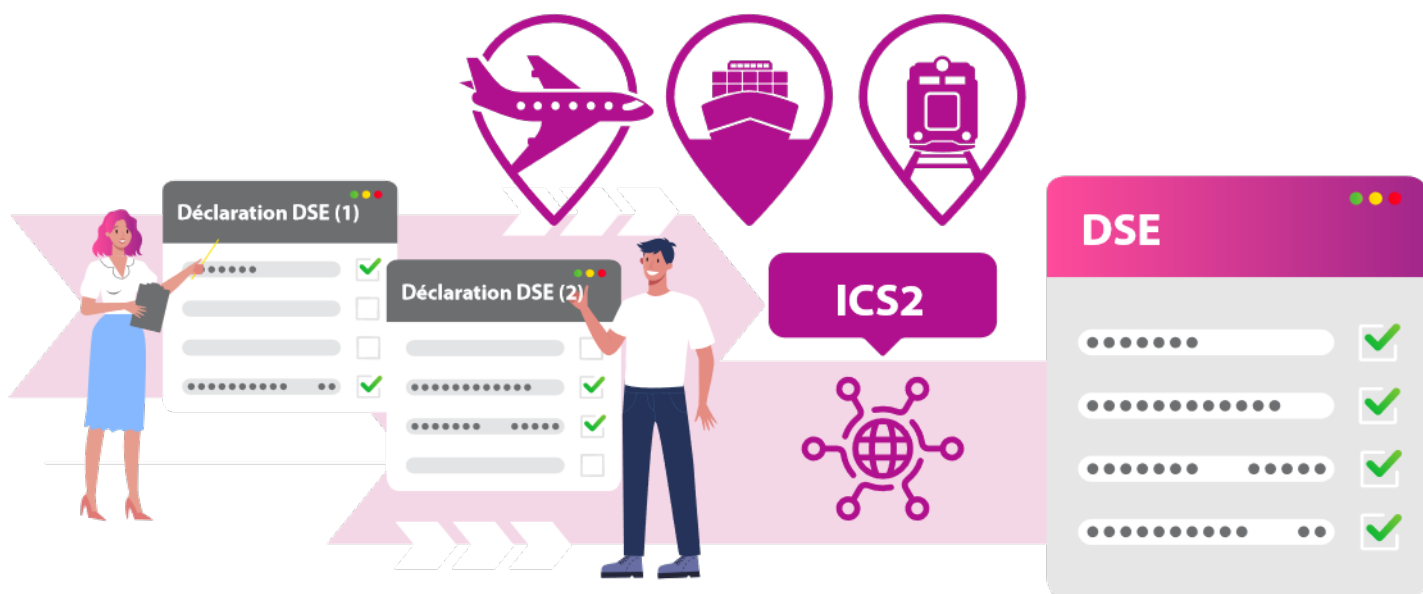 Déclaration DSE (1)
Déclaration DSE (2)
ICS2
DSE